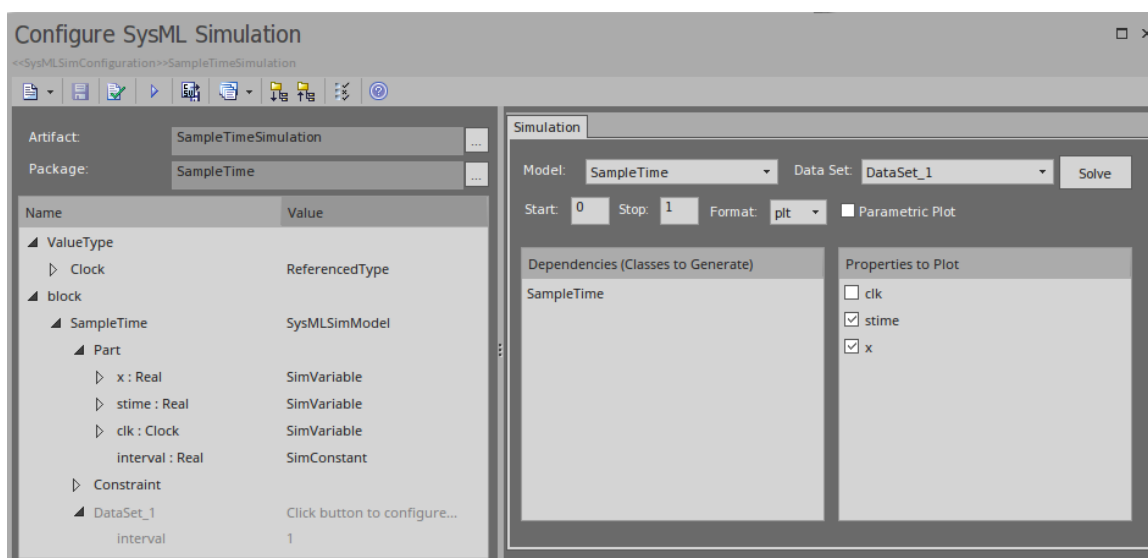 Configure SysML Simulation
<<SysMLSimConfiguration>>SampleTimeSimulation
Artifact: SampleTimeSimulation ...
Package: SampleTime ...
Name Value
ValueType
Clock ReferencedType
block
SampleTime SysMLSimModel
Part
x : Real SimVariable
stime : Real SimVariable
clk : Clock SimVariable
interval : Real SimConstant
Constraint
DataSet_1 Click button to configure...
interval 1
Simulation
Model: SampleTime Data Set: DataSet_1 Solve
Start: 0 Stop: 1 Format: plt Parametric Plot
Dependencies (Classes to Generate)
SampleTime
Properties to Plot
clk
stime
x